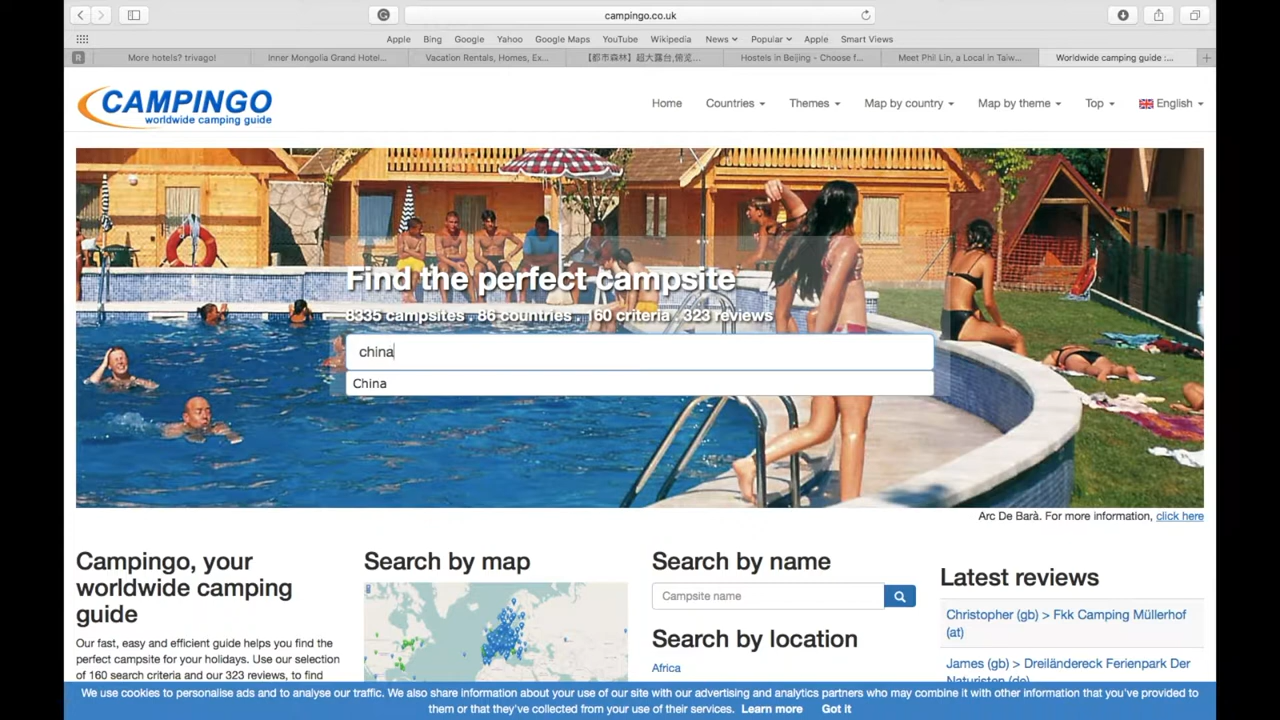 campingo.co.uk
Apple Bing Google Yahoo Google Maps YouTube Wikipedia News Popular Apple Smart Views
R More hotels? trivago! Inner Mongolia Grand Hotel... Vacation Rentals, Homes, Ex... 【都市森林】超大露台,俯览... Hostels in Beijing - Choose f... Meet Phil Lin, a Local in Taiw... Worldwide camping guide :...
CAMPINGO
worldwide camping guide
Home Countries Themes Map by country Map by theme Top English
Find the perfect campsite
8335 campsites . 86 countries . 160 criteria . 323 reviews
china
China
Arc De Barà. For more information, click here
Campingo, your
worldwide camping
guide
Our fast, easy and efficient guide helps you find the
perfect campsite for your holidays. Use our selection
of 160 search criteria and our 323 reviews, to find
Search by map
Search by name
Campsite name
Search by location
Africa
Latest reviews
Christopher (gb) > Fkk Camping Müllerhof
(at)
James (gb) > Dreiländereck Ferienpark Der
Naturisten (de)
We use cookies to personalise ads and to analyse our traffic. We also share information about your use of our site with our advertising and analytics partners who may combine it with other information that you've provided to
them or that they've collected from your use of their services. Learn more Got it